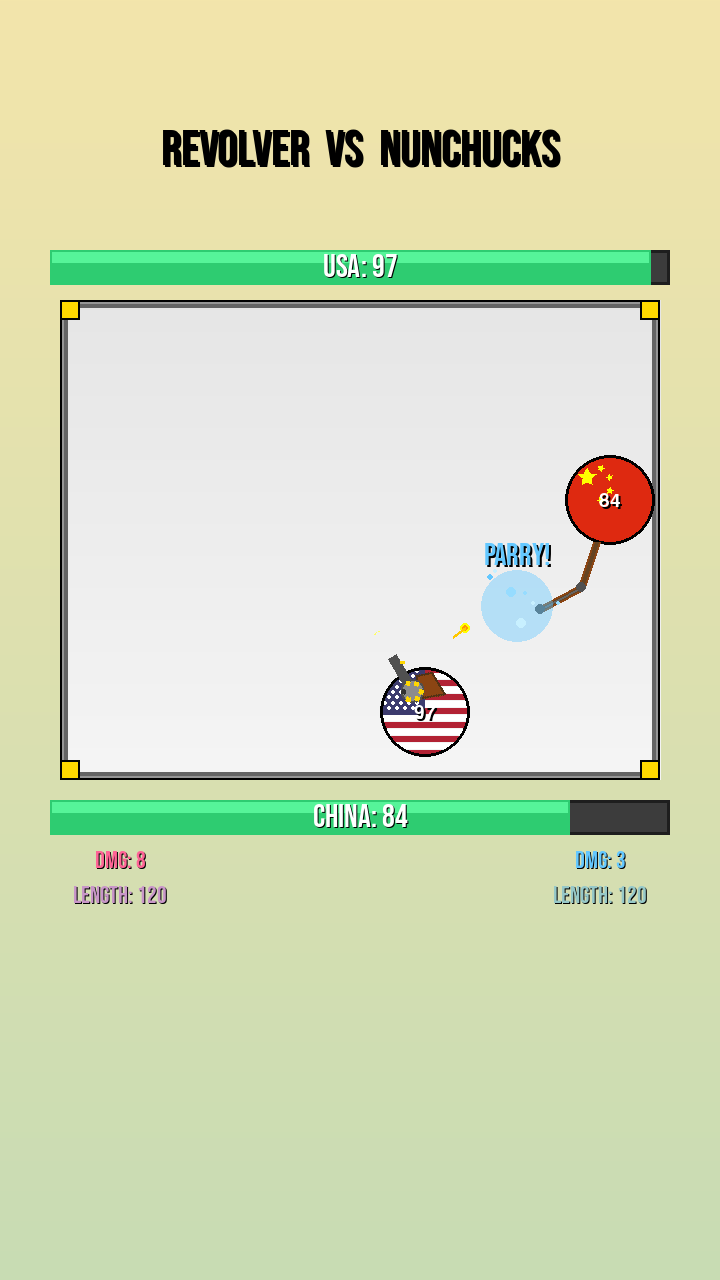 REVOLVER VS NUNCHUCKS
USA: 97
84
PARRY!
97
CHINA: 84
DMG: 8
DMG: 3
LENGTH: 120
LENGTH: 120